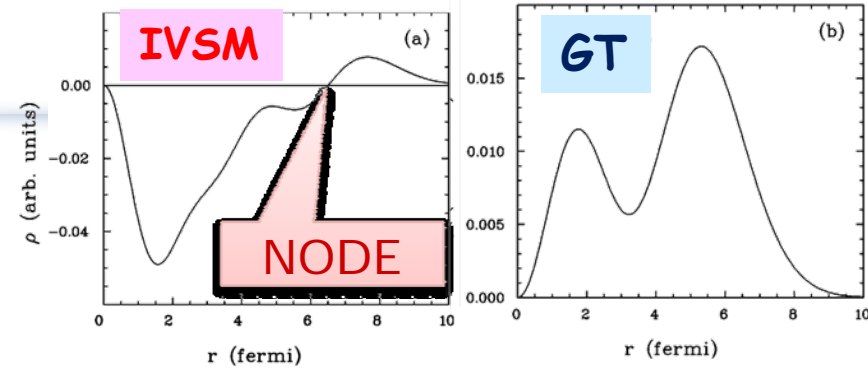 IVSM
(a)
0.00
-0.02
-0.04
ρ (arb. units)
NODE
0 2 4 6 8 10
r (fermi)
GT
(b)
0.015
0.010
0.005
0.000
0 2 4 6 8 10
r (fermi)